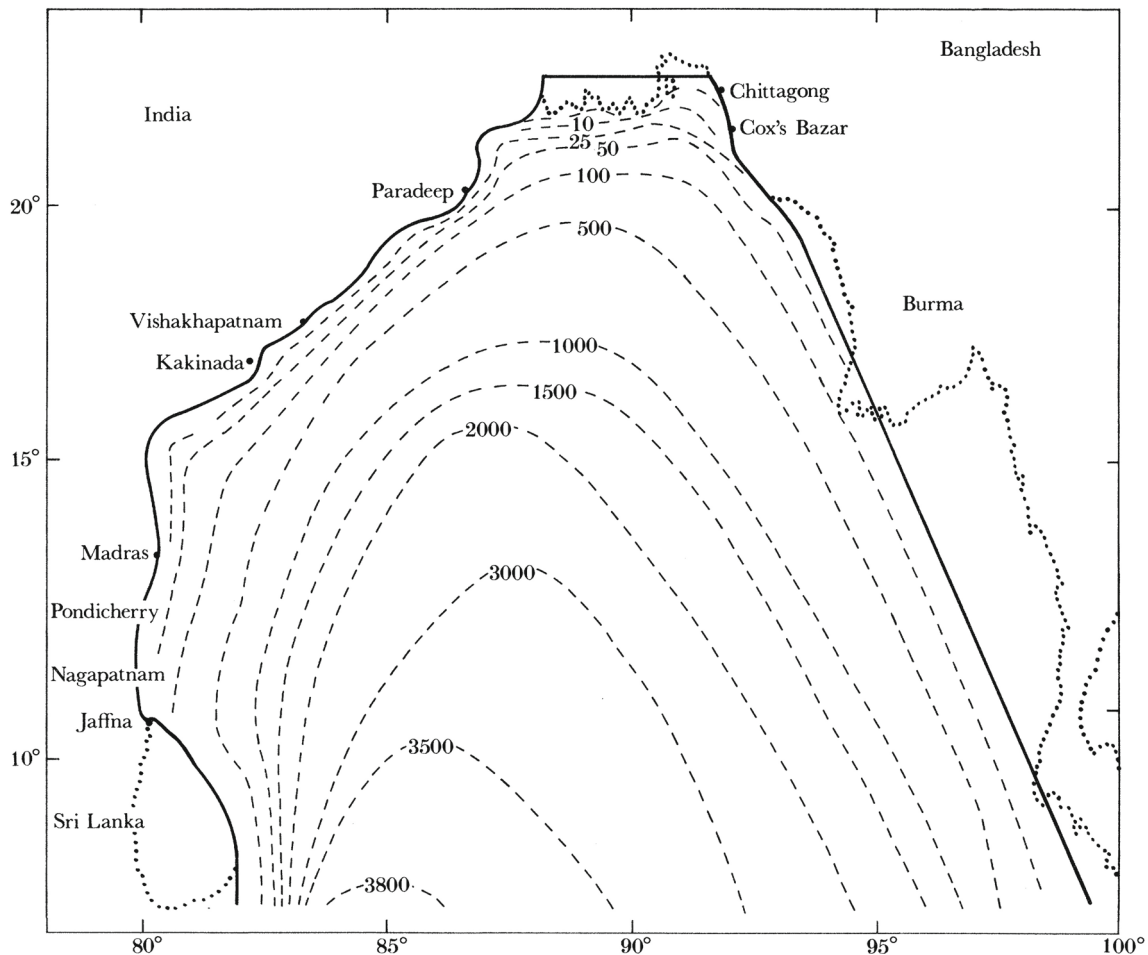 Bangladesh
India
Chittagong
10
Cox's Bazar
25
50
100
Paradeep
20°
500
Burma
Vishakhapatnam
1000
Kakinada
1500
2000
15°
Madras
3000
Pondicherry
Nagapatnam
Jaffna
3500
10°
Sri Lanka
3800
80°
85°
90°
95°
100°